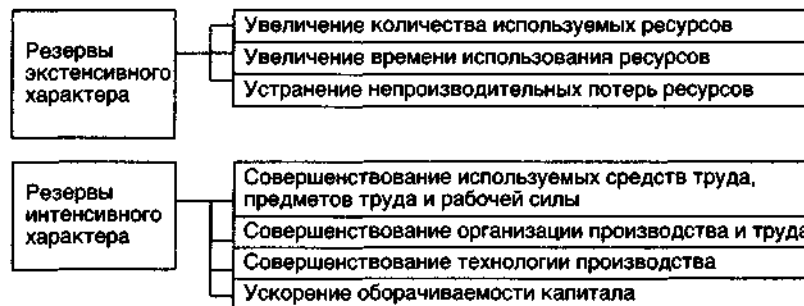 Резервы
экстенсивного
характера
Увеличение количества используемых ресурсов
Увеличение времени использования ресурсов
Устранение непроизводительных потерь ресурсов
Резервы
интенсивного
характера
Совершенствование используемых средств труда,
предметов труда и рабочей силы
Совершенствование организации производства и труда
Совершенствование технологии производства
Ускорение оборачиваемости капитала